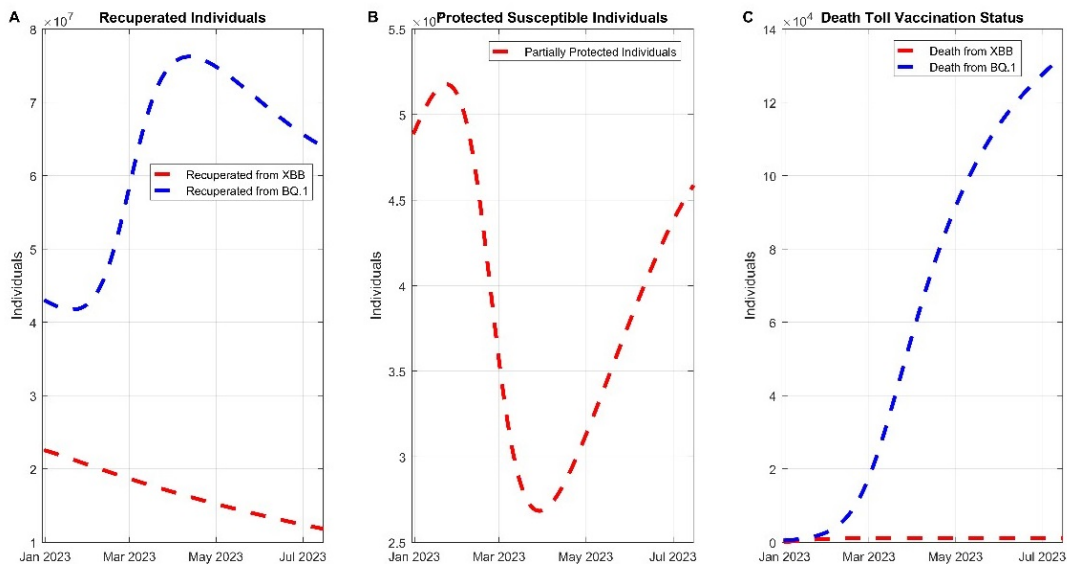 A
Recuperated Individuals
×10⁷
8
7
6
5
4
3
2
1
Individuals
Recuperated from XBB
Recuperated from BQ.1
Jan 2023 Mar 2023 May 2023 Jul 2023
B
Protected Susceptible Individuals
5.5
5
4.5
4
3.5
3
2.5
Individuals
Partially Protected Individuals
Jan 2023 Mar 2023 May 2023 Jul 2023
C
Death Toll Vaccination Status
×10⁴
14
12
10
8
6
4
2
0
Individuals
Death from XBB
Death from BQ.1
Jan 2023 Mar 2023 May 2023 Jul 2023